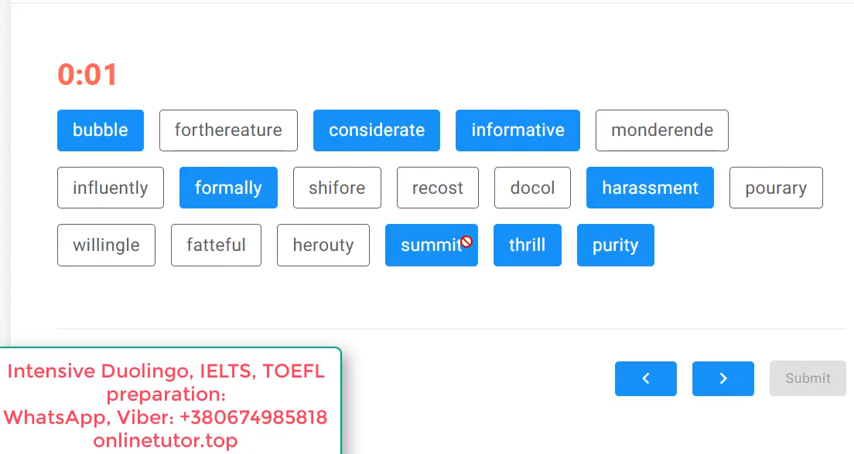 0:01
bubble forthereature considerate informative monderende
influently formally shifore recost docol harassment pourary
willingle fatteful herouty summit thrill purity
Submit
Intensive Duolingo, IELTS, TOEFL
preparation:
WhatsApp, Viber: +380674985818
onlinetutor.top